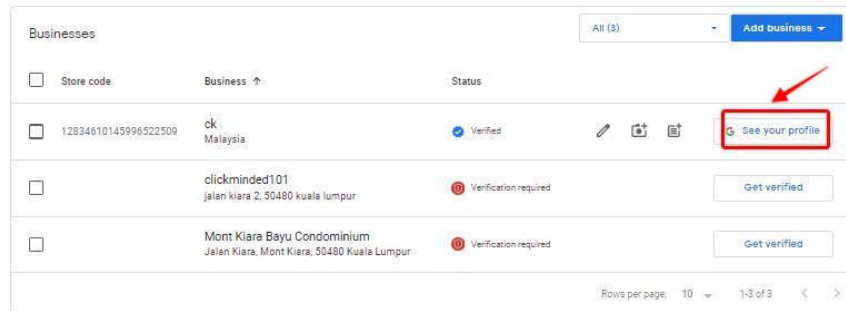 Businesses
All (3)
Add business
Store code
Business ↑
Status
12834610145996522509
ck
Malaysia
Verified
See your profile
clickminded101
jalan kiara 2, 50480 kuala lumpur
Verification required
Get verified
Mont Kiara Bayu Condominium
Jalan Kiara, Mont Kiara, 50480 Kuala Lumpur
Verification required
Get verified
Rows per page: 10
1-3 of 3